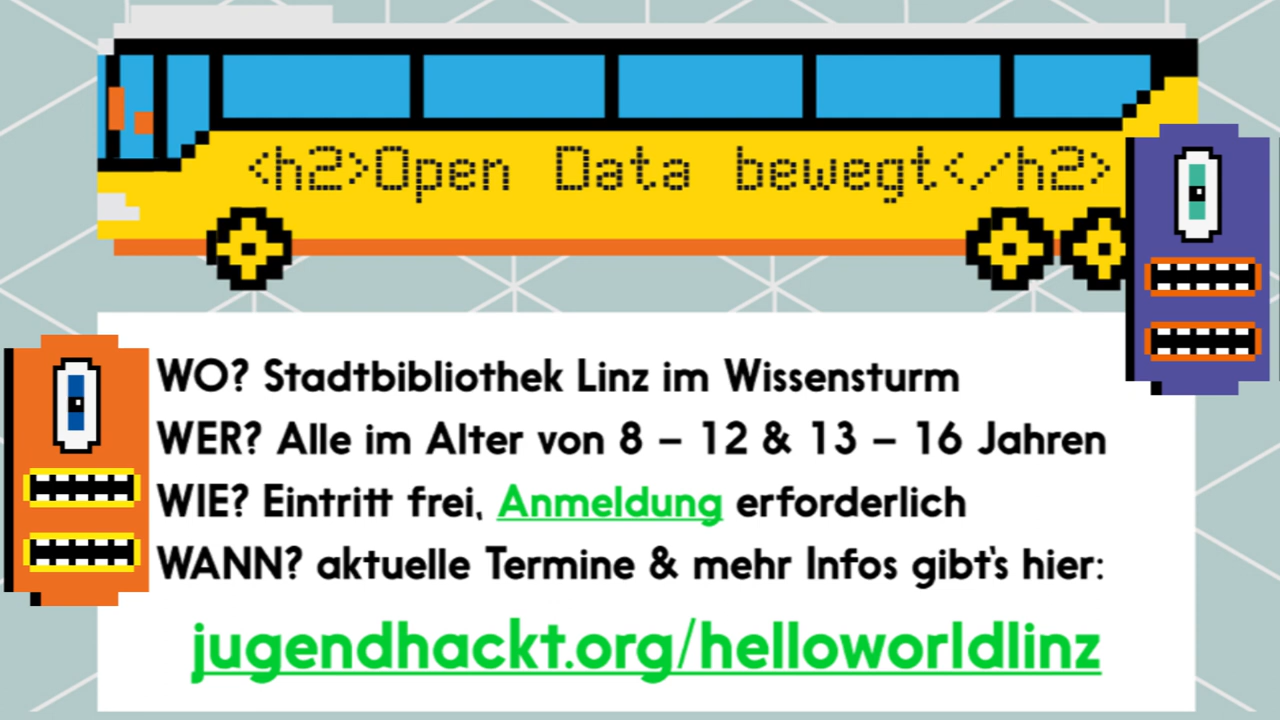 <h2>Open Data bewegt</h2>
WO? Stadtbibliothek Linz im Wissensturm
WER? Alle im Alter von 8 – 12 & 13 – 16 Jahren
WIE? Eintritt frei, Anmeldung erforderlich
WANN? aktuelle Termine & mehr Infos gibt's hier:
jugendhackt.org/helloworldlinz